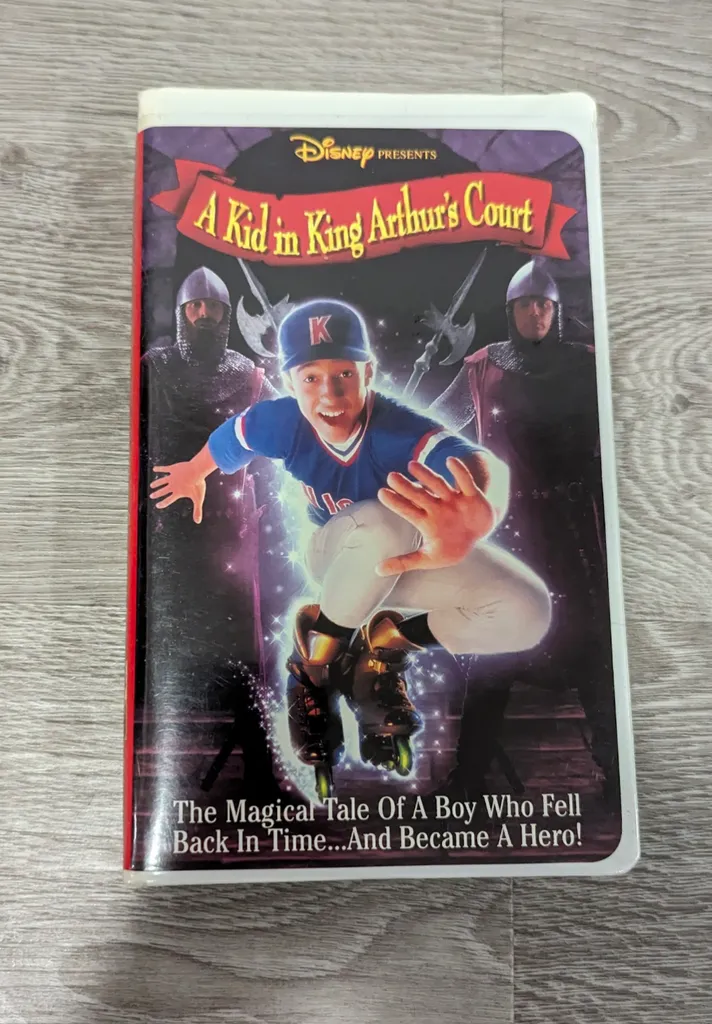 Disney PRESENTS
A Kid in King Arthur's Court
K
The Magical Tale Of A Boy Who Fell
Back In Time...And Became A Hero!